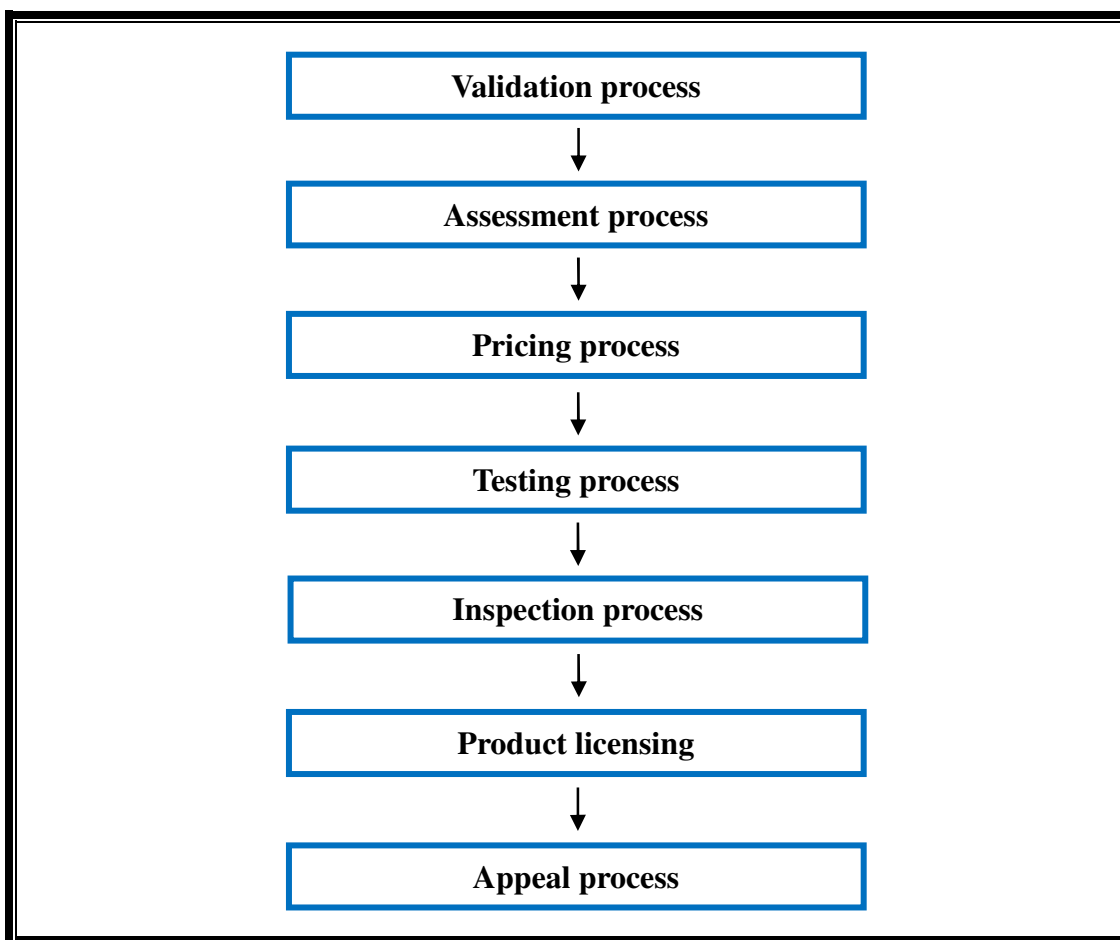 Validation process
Assessment process
Pricing process
Testing process
Inspection process
Product licensing
Appeal process